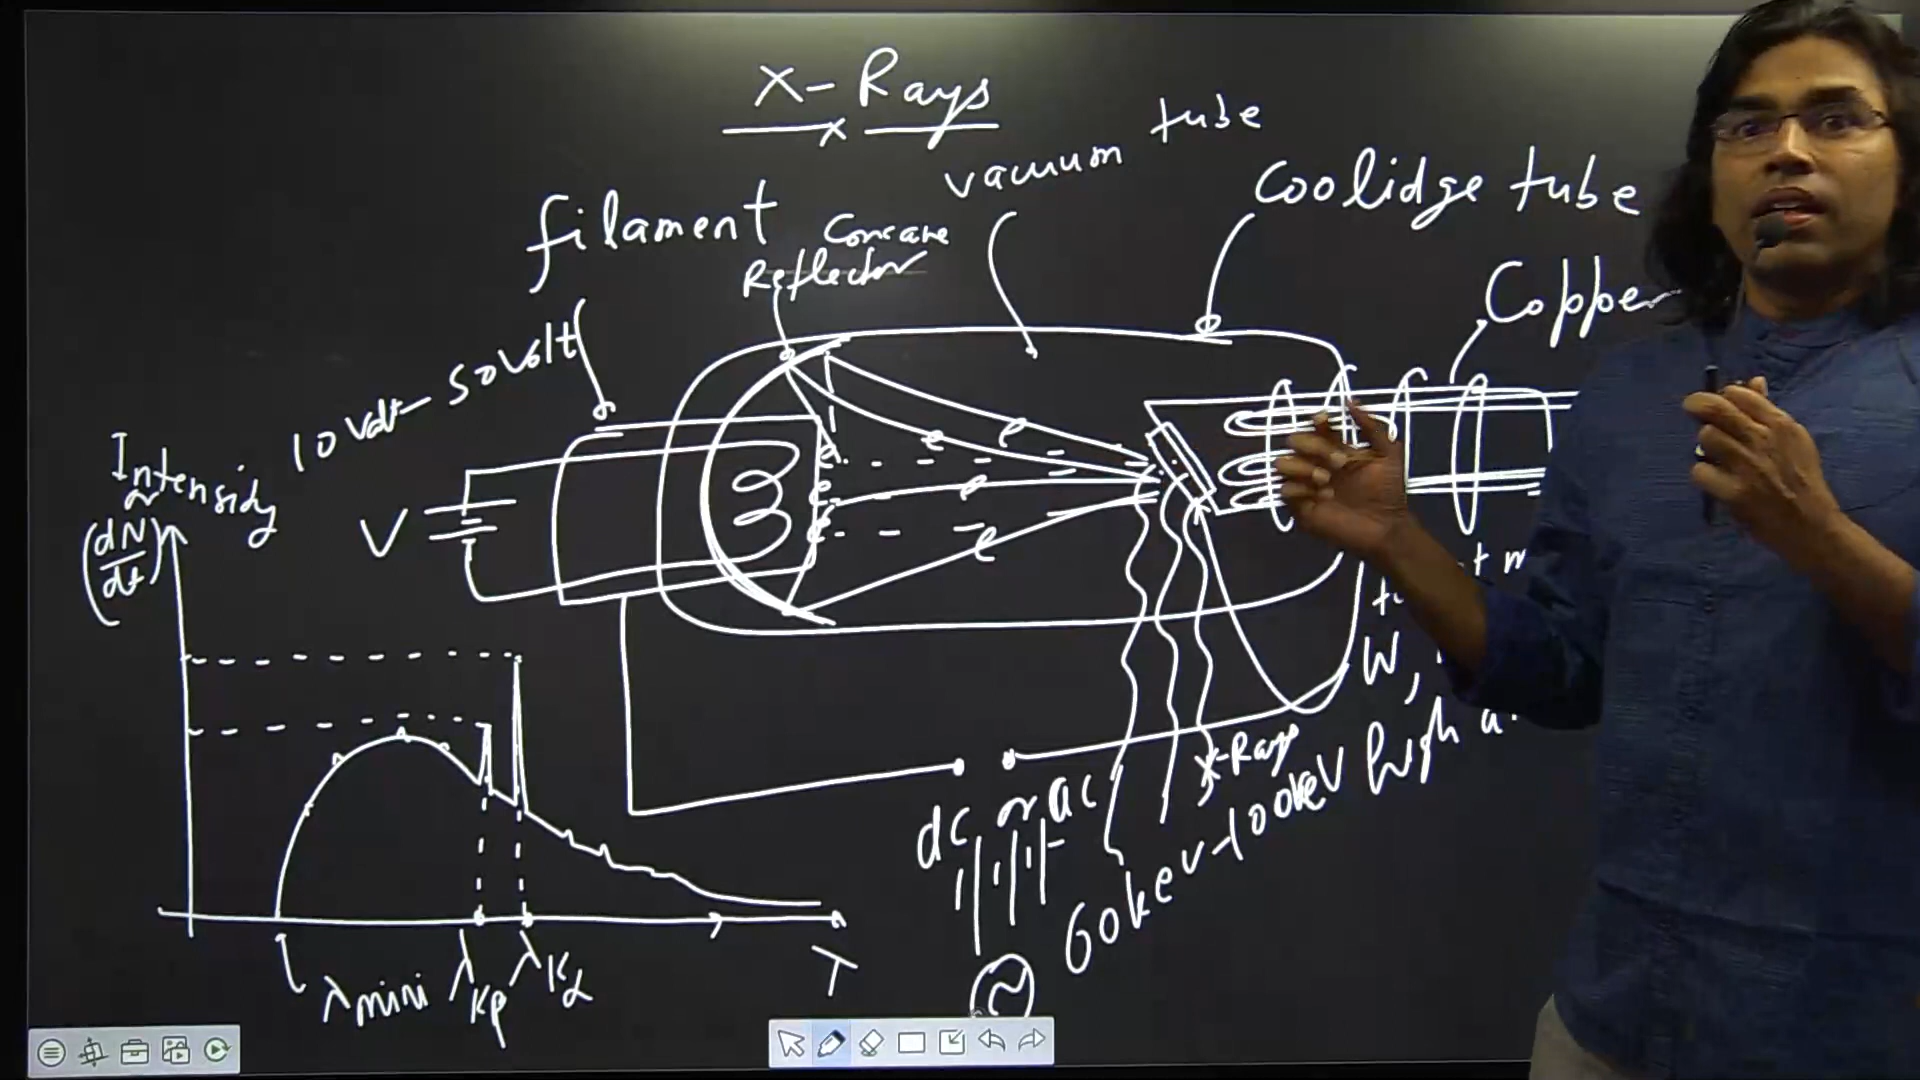 X-Rays
vacuum tube
Coolidge tube
filament
Concave
Reflector
Copper
10 Volt - 50 Volt
Intensity
(dN/dt)
V
e
e
e
e
e
e
e
W,
X-Rays
dc or ac
60 keV - 100 keV high
λmini
λKβ
λKα